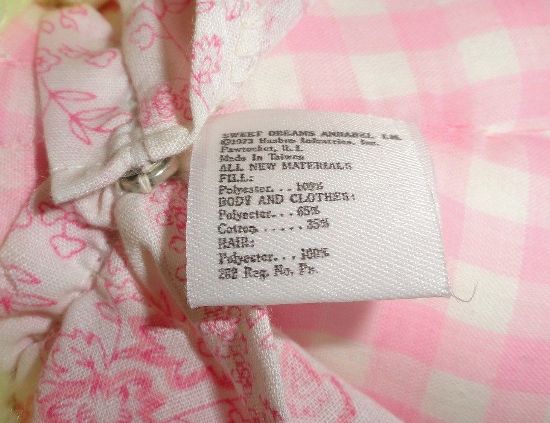 SWEET DREAMS ANNABEL T.M.
©1973 Hasbro Industries, Inc.
Pawtucket, R. I.
Made In Taiwan
ALL NEW MATERIALS
FILL:
Polyester... 100%
BODY AND CLOTHES:
Polyester... 65%
Cotton...... 35%
HAIR:
Polyester... 100%
282 Reg. No. Pa.